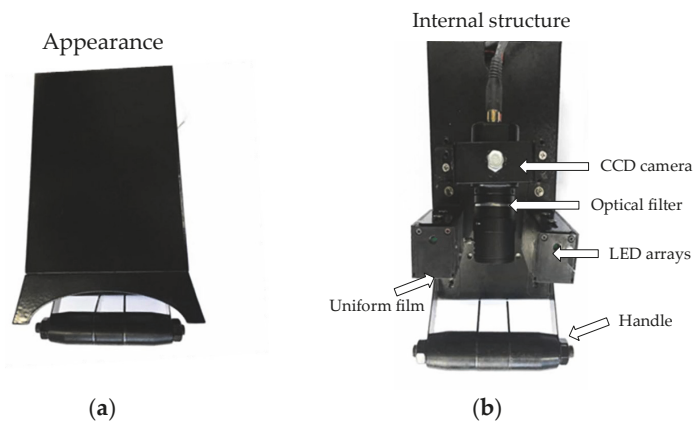 Appearance
Internal structure
CCD camera
Optical filter
LED arrays
Uniform film
Handle
(a)
(b)